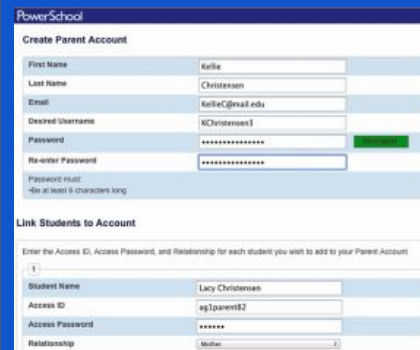 PowerSchool
Create Parent Account
First Name Kellie
Last Name Christensen
Email KellieC@mail.edu
Desired Username KChristensen3
Password •••••••••••••••
Re-enter Password •••••••••••••••
Password must:
•Be at least 6 characters long
Link Students to Account
Enter the Access ID, Access Password, and Relationship for each student you wish to add to your Parent Account
1
Student Name Lacy Christensen
Access ID ag1parent82
Access Password ••••••
Relationship Mother